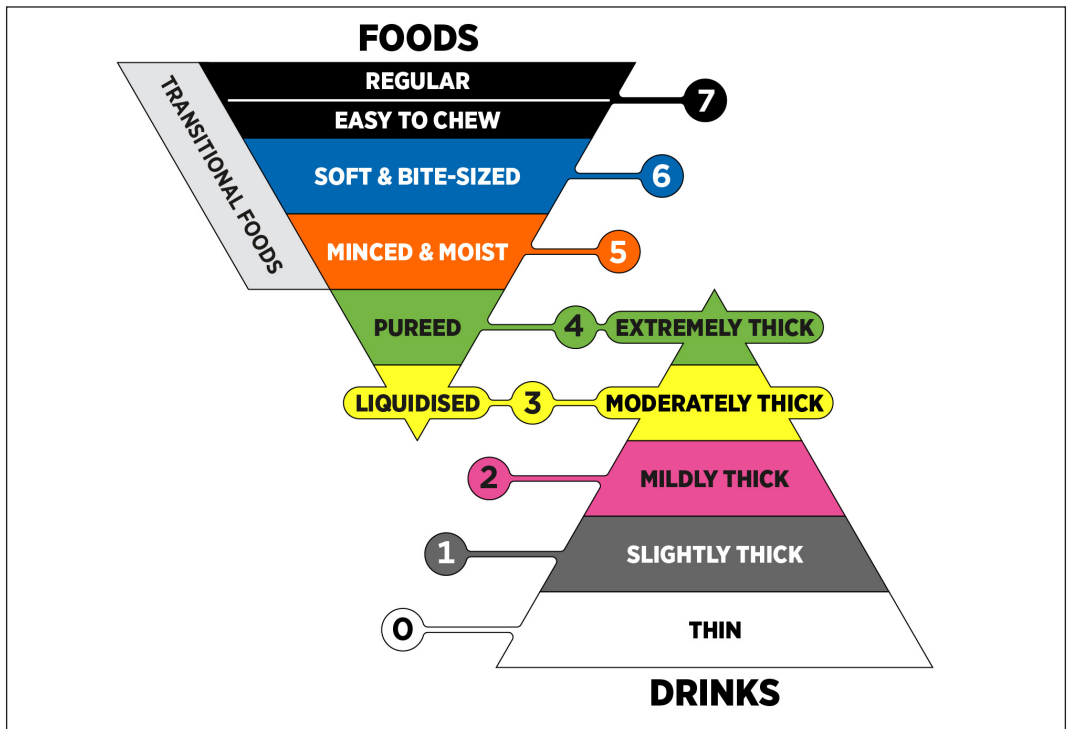 FOODS
REGULAR
7
EASY TO CHEW
TRANSITIONAL FOODS
SOFT & BITE-SIZED
6
MINCED & MOIST
5
PUREED
4
EXTREMELY THICK
LIQUIDISED
3
MODERATELY THICK
2
MILDLY THICK
1
SLIGHTLY THICK
0
THIN
DRINKS